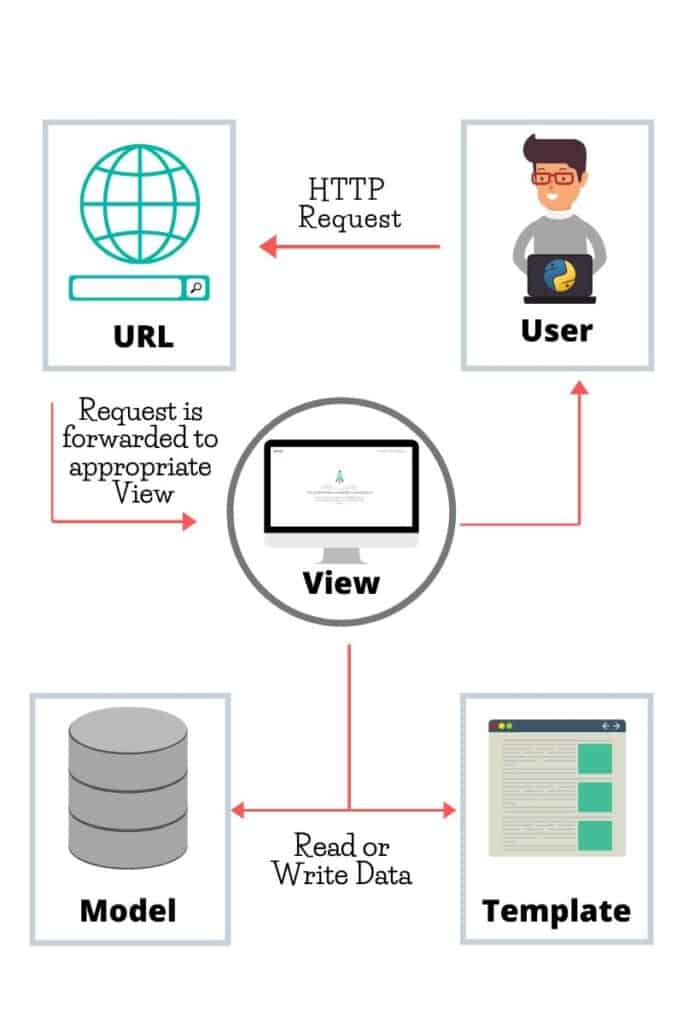 HTTP
Request
URL
User
Request is
forwarded to
appropriate
View
View
Read or
Write Data
Model
Template